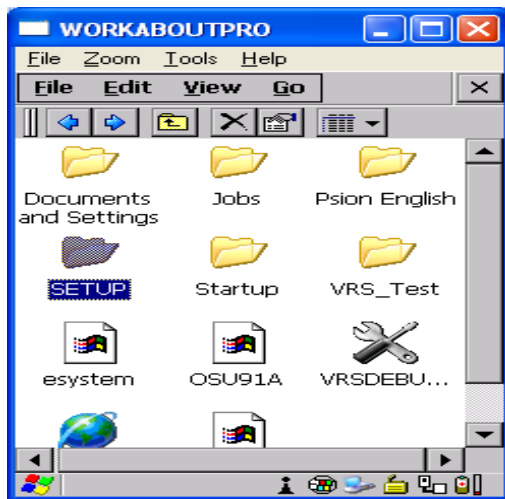 WORKABOUTPRO
File Zoom Tools Help
File Edit View Go
Documents and Settings
Jobs
Psion English
SETUP
Startup
VRS_Test
esystem
OSU91A
VRSDEBU...